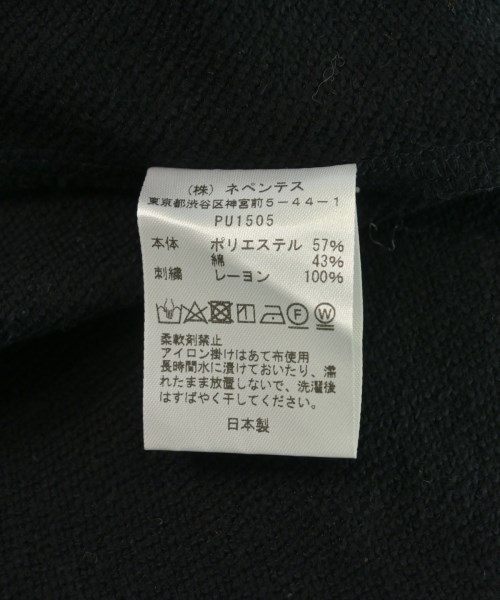 (株) ネペンテス
東京都渋谷区神宮前5-44-1
PU1505
本体 ポリエステル 57%
綿 43%
刺繍 レーヨン 100%
F W
柔軟剤禁止
アイロン掛けはあて布使用
長時間水に漬けておいたり、濡
れたまま放置しないで、洗濯後
はすばやく干してください。
日本製